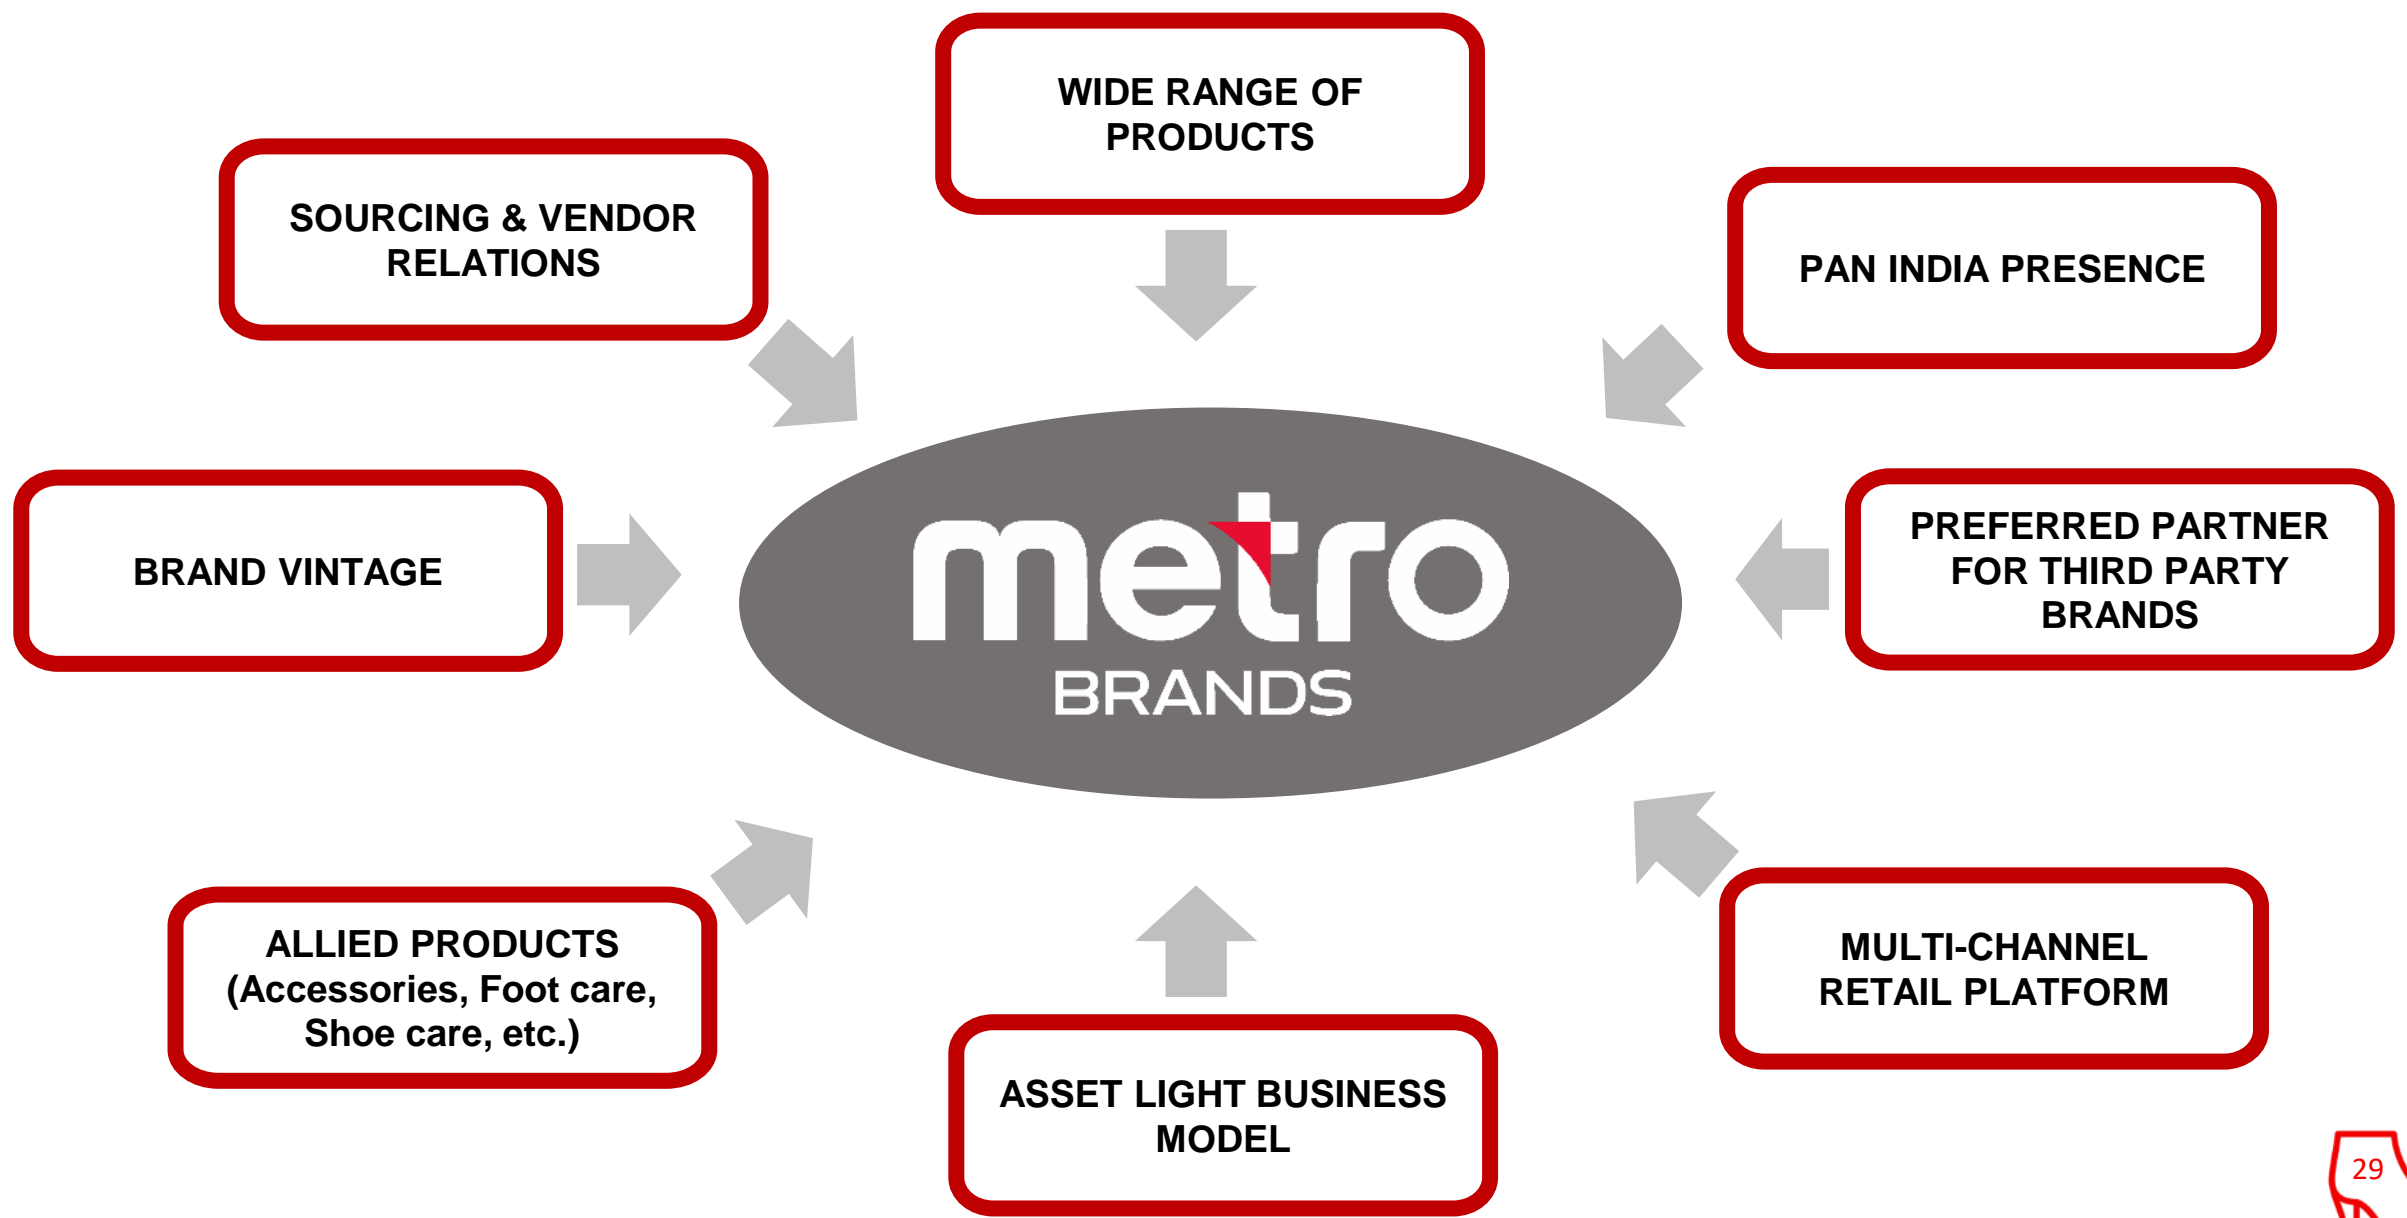 WIDE RANGE OF
PRODUCTS
SOURCING & VENDOR
RELATIONS
PAN INDIA PRESENCE
BRAND VINTAGE
metro
BRANDS
PREFERRED PARTNER
FOR THIRD PARTY
BRANDS
ALLIED PRODUCTS
(Accessories, Foot care,
Shoe care, etc.)
MULTI-CHANNEL
RETAIL PLATFORM
ASSET LIGHT BUSINESS
MODEL
29